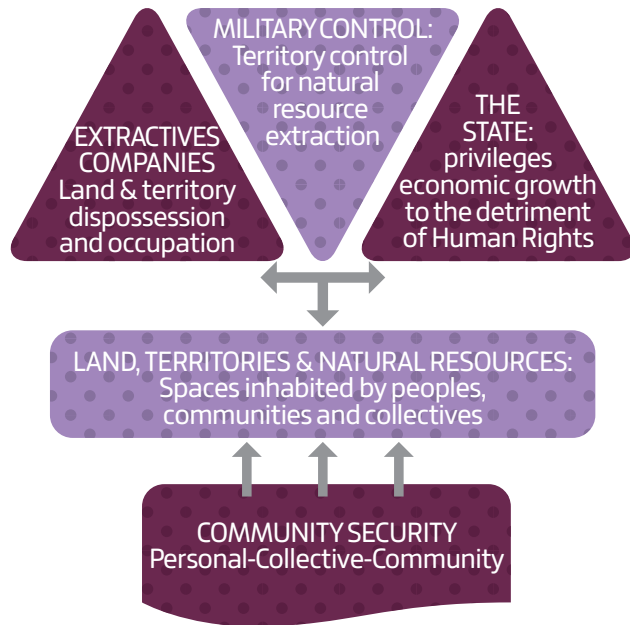 MILITARY CONTROL:
Territory control
for natural
resource
extraction
EXTRACTIVES
COMPANIES
Land & territory
dispossession
and occupation
THE
STATE:
privileges
economic growth
to the detriment
of Human Rights
LAND, TERRITORIES & NATURAL RESOURCES:
Spaces inhabited by peoples,
communities and collectives
COMMUNITY SECURITY
Personal-Collective-Community